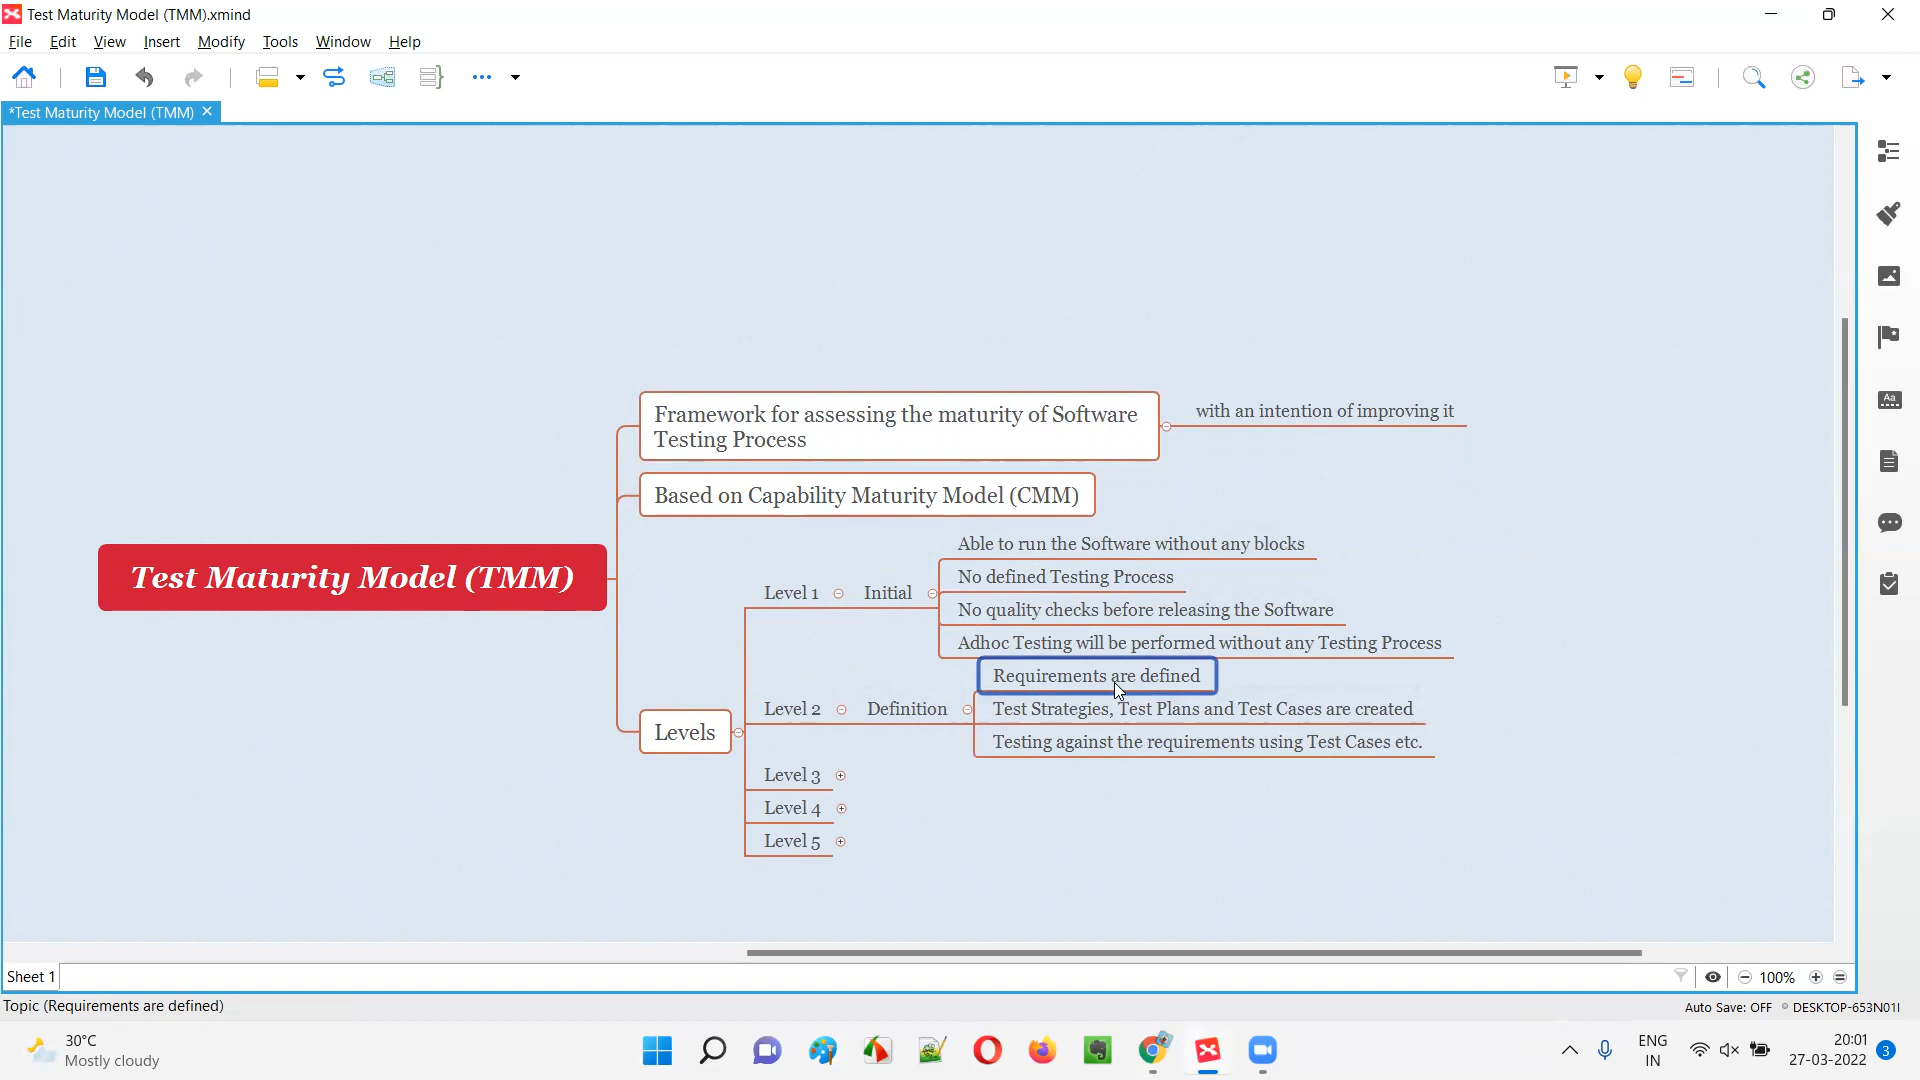 Test Maturity Model (TMM).xmind
File Edit View Insert Modify Tools Window Help
*Test Maturity Model (TMM)
Framework for assessing the maturity of Software
Testing Process
with an intention of improving it
Based on Capability Maturity Model (CMM)
Test Maturity Model (TMM)
Levels
Level 1
Initial
Able to run the Software without any blocks
No defined Testing Process
No quality checks before releasing the Software
Adhoc Testing will be performed without any Testing Process
Level 2
Definition
Requirements are defined
Test Strategies, Test Plans and Test Cases are created
Testing against the requirements using Test Cases etc.
Level 3
Level 4
Level 5
Aa
Sheet 1
100%
Topic (Requirements are defined)
Auto Save: OFF
DESKTOP-653N01I
30°C
Mostly cloudy
ENG
IN
20:01
27-03-2022
3